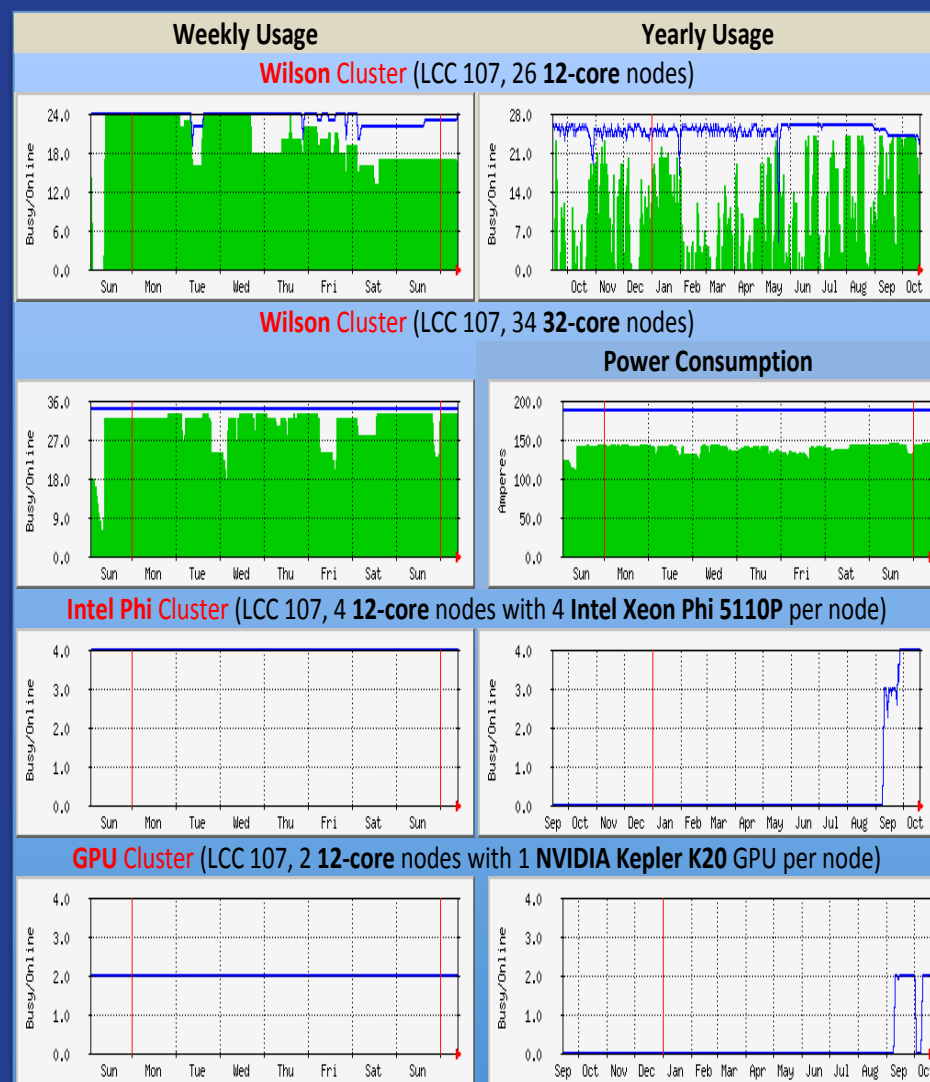 Weekly Usage
Yearly Usage
Wilson Cluster (LCC 107, 26 12-core nodes)
Busy/Online
24.0
18.0
12.0
6.0
0.0
Sun Mon Tue Wed Thu Fri Sat Sun
Busy/Online
28.0
21.0
14.0
7.0
0.0
Oct Nov Dec Jan Feb Mar Apr May Jun Jul Aug Sep Oct
Wilson Cluster (LCC 107, 34 32-core nodes)
Power Consumption
Busy/Online
36.0
27.0
18.0
9.0
0.0
Sun Mon Tue Wed Thu Fri Sat Sun
Amperes
200.0
150.0
100.0
50.0
0.0
Sun Mon Tue Wed Thu Fri Sat Sun
Intel Phi Cluster (LCC 107, 4 12-core nodes with 4 Intel Xeon Phi 5110P per node)
Busy/Online
4.0
3.0
2.0
1.0
0.0
Sun Mon Tue Wed Thu Fri Sat Sun
Busy/Online
4.0
3.0
2.0
1.0
0.0
Sep Oct Nov Dec Jan Feb Mar Apr May Jun Jul Aug Sep Oct
GPU Cluster (LCC 107, 2 12-core nodes with 1 NVIDIA Kepler K20 GPU per node)
Busy/Online
4.0
3.0
2.0
1.0
0.0
Sun Mon Tue Wed Thu Fri Sat Sun
Busy/Online
4.0
3.0
2.0
1.0
0.0
Sep Oct Nov Dec Jan Feb Mar Apr May Jun Jul Aug Sep